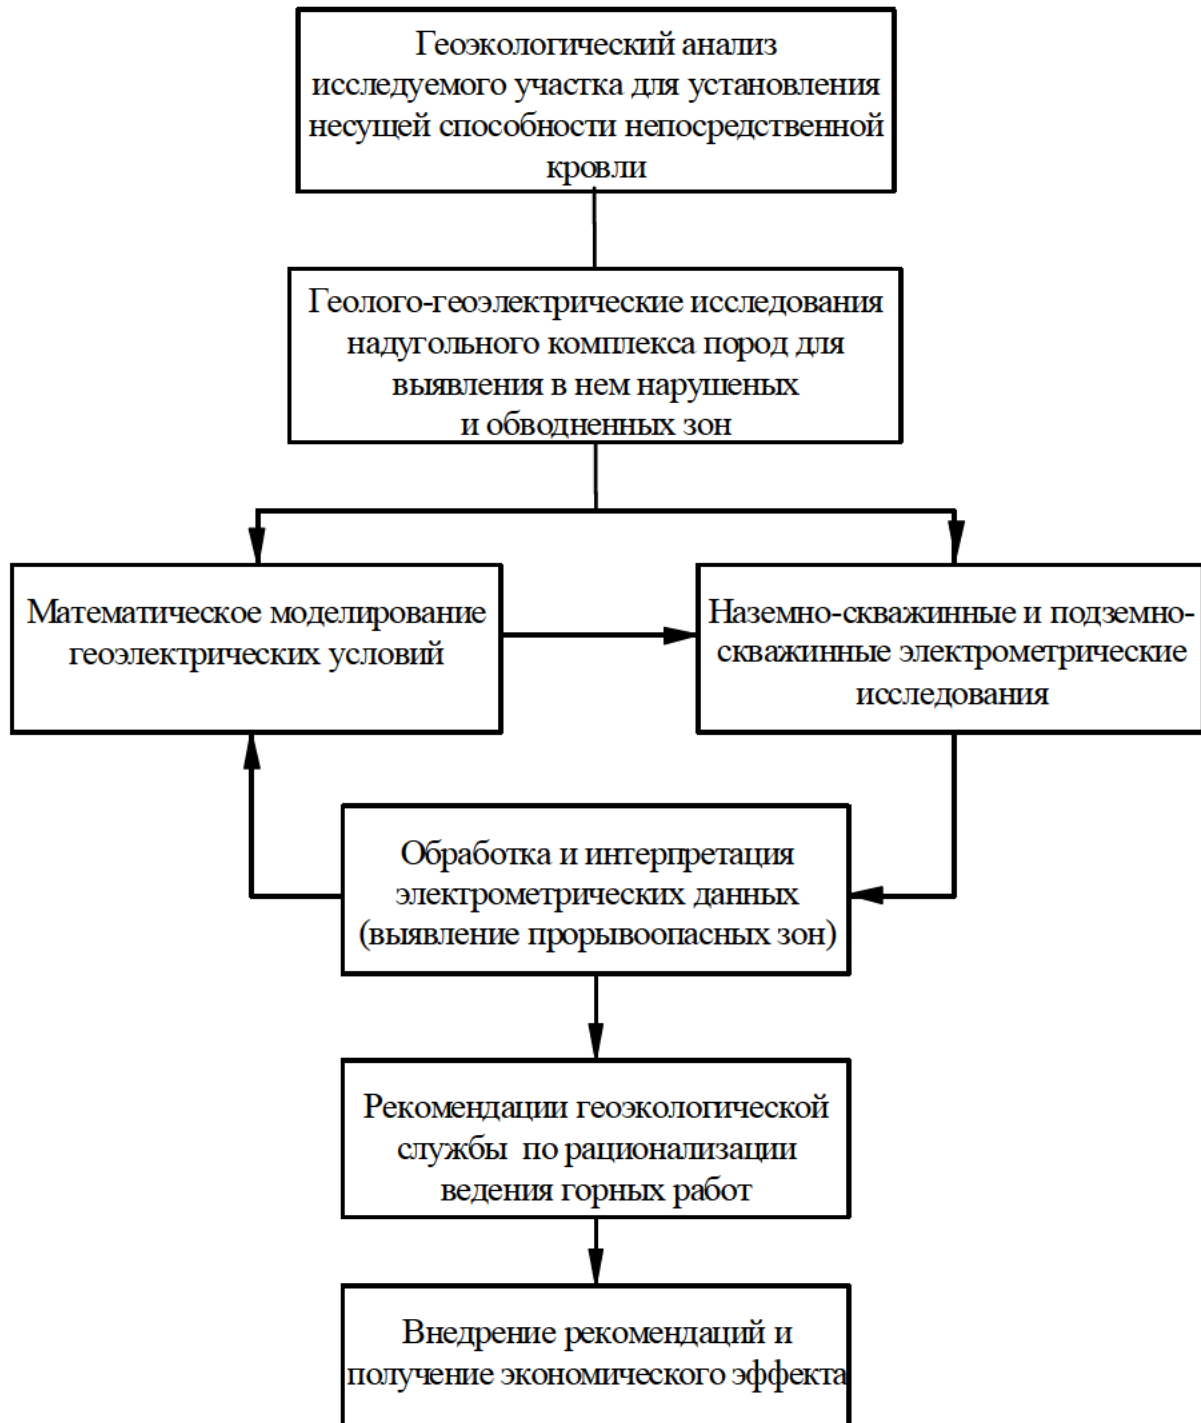 Геоэкологический анализ
исследуемого участка для установления
несущей способности непосредственной
кровли
Геолого-геоэлектрические исследования
надугольного комплекса пород для
выявления в нем нарушеных
и обводненных зон
Математическое моделирование
геоэлектрических условий
Наземно-скважинные и подземно-
скважинные электрометрические
исследования
Обработка и интерпретация
электрометрических данных
(выявление прорывоопасных зон)
Рекомендации геоэкологической
службы по рационализации
ведения горных работ
Внедрение рекомендаций и
получение экономического эффекта